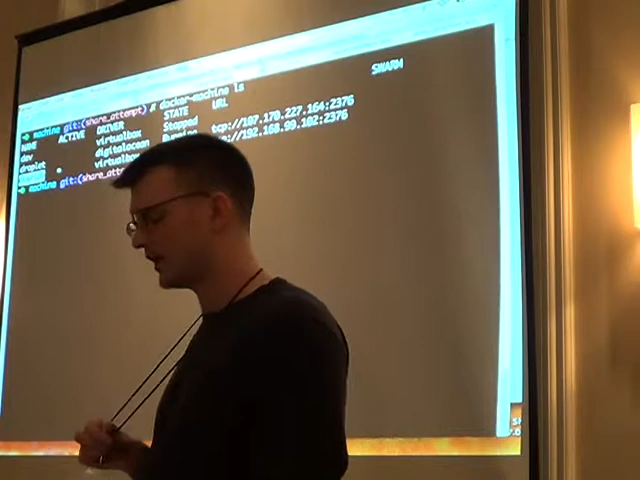 ➜ machine git:(share_attempt) ✗ docker-machine ls
NAME ACTIVE DRIVER STATE URL SWARM
dev virtualbox Stopped
droplet digitalocean Running tcp://107.170.227.164:2376
* virtualbox //192.168.99.102:2376
➜ machine git:(share_att